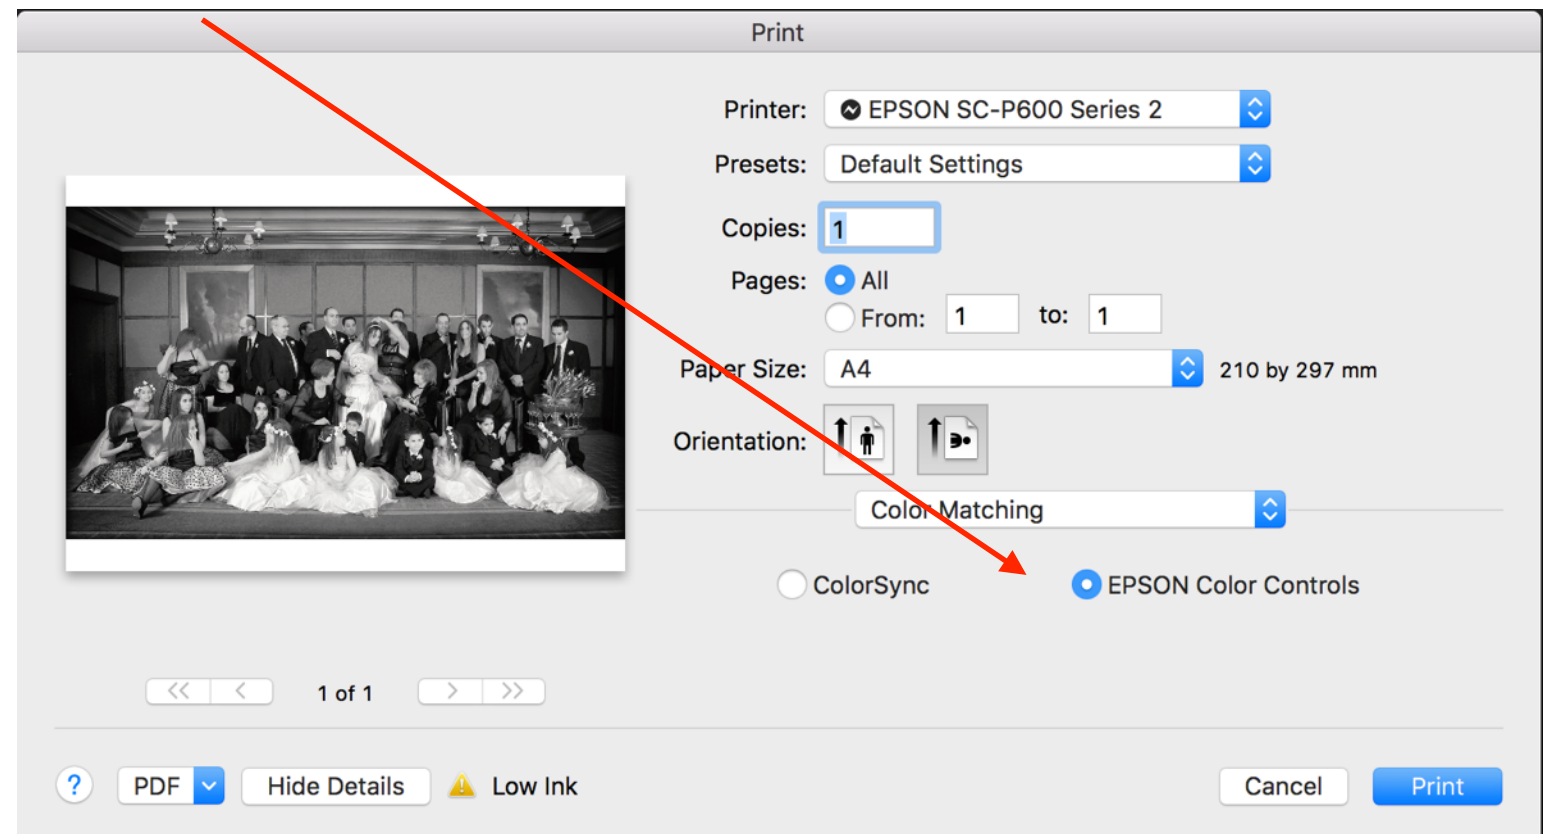 Print
Printer: EPSON SC-P600 Series 2
Presets: Default Settings
Copies: 1
Pages: All
From: 1 to: 1
Paper Size: A4 210 by 297 mm
Orientation:
Color Matching
ColorSync EPSON Color Controls
<< < 1 of 1 > >>
? PDF Hide Details Low Ink Cancel Print